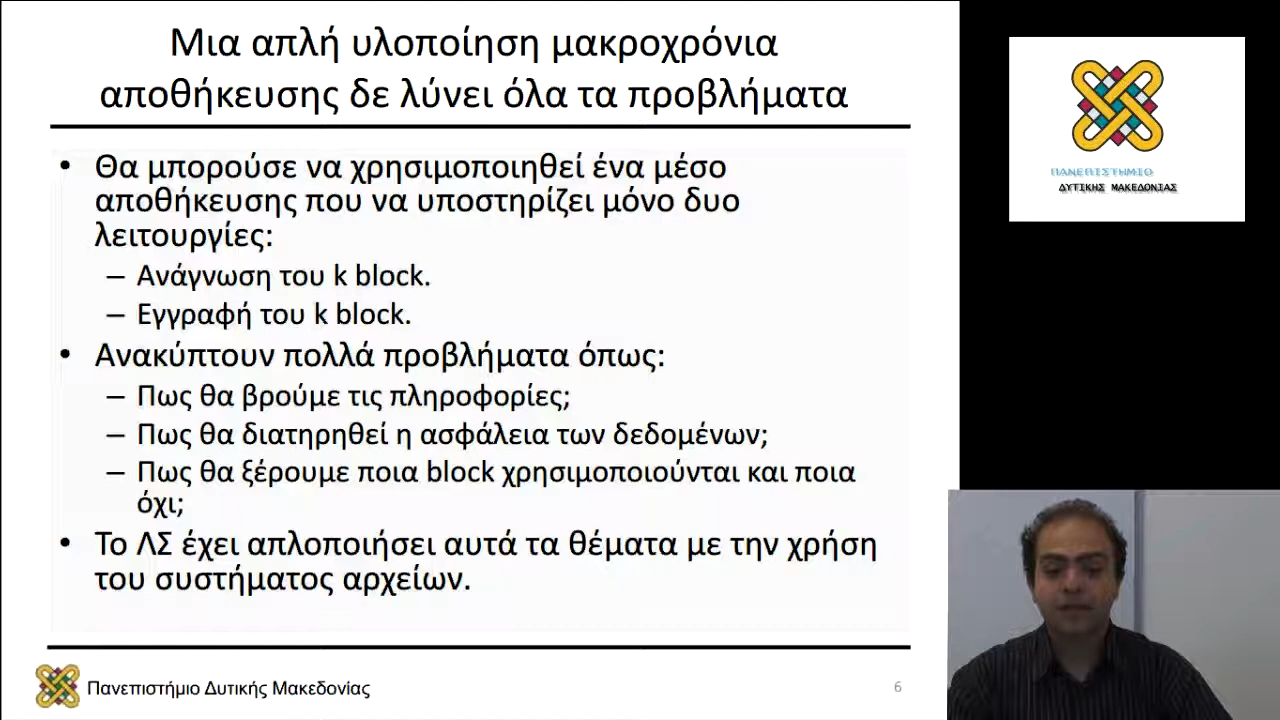 Μια απλή υλοποίηση μακροχρόνια
αποθήκευσης δε λύνει όλα τα προβλήματα
• Θα μπορούσε να χρησιμοποιηθεί ένα μέσο
αποθήκευσης που να υποστηρίζει μόνο δυο
λειτουργίες:
– Ανάγνωση του k block.
– Εγγραφή του k block.
• Ανακύπτουν πολλά προβλήματα όπως:
– Πως θα βρούμε τις πληροφορίες;
– Πως θα διατηρηθεί η ασφάλεια των δεδομένων;
– Πως θα ξέρουμε ποια block χρησιμοποιούνται και ποια
όχι;
• Το ΛΣ έχει απλοποιήσει αυτά τα θέματα με την χρήση
του συστήματος αρχείων.
Πανεπιστήμιο Δυτικής Μακεδονίας
6
ΠΑΝΕΠΙΣΤΗΜΙΟ
ΔΥΤΙΚΗΣ ΜΑΚΕΔΟΝΙΑΣ